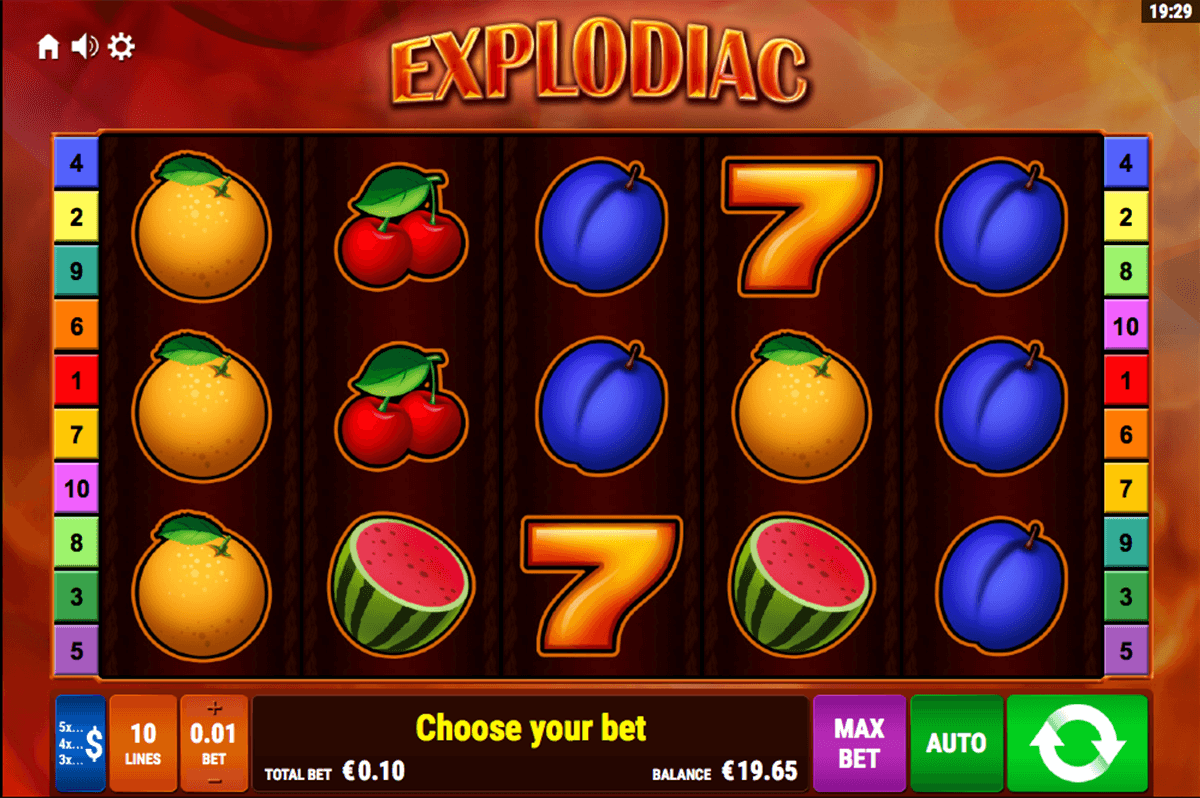 19:29
EXPLODIAC
4 4
2 2
9 8
6 10
1 1
7 6
10 7
8 9
3 3
5 5
7
7
5x...
4x...
3x...
$
10
LINES
+
0.01
BET
−
Choose your bet
TOTAL BET €0.10
BALANCE €19.65
MAX
BET
AUTO